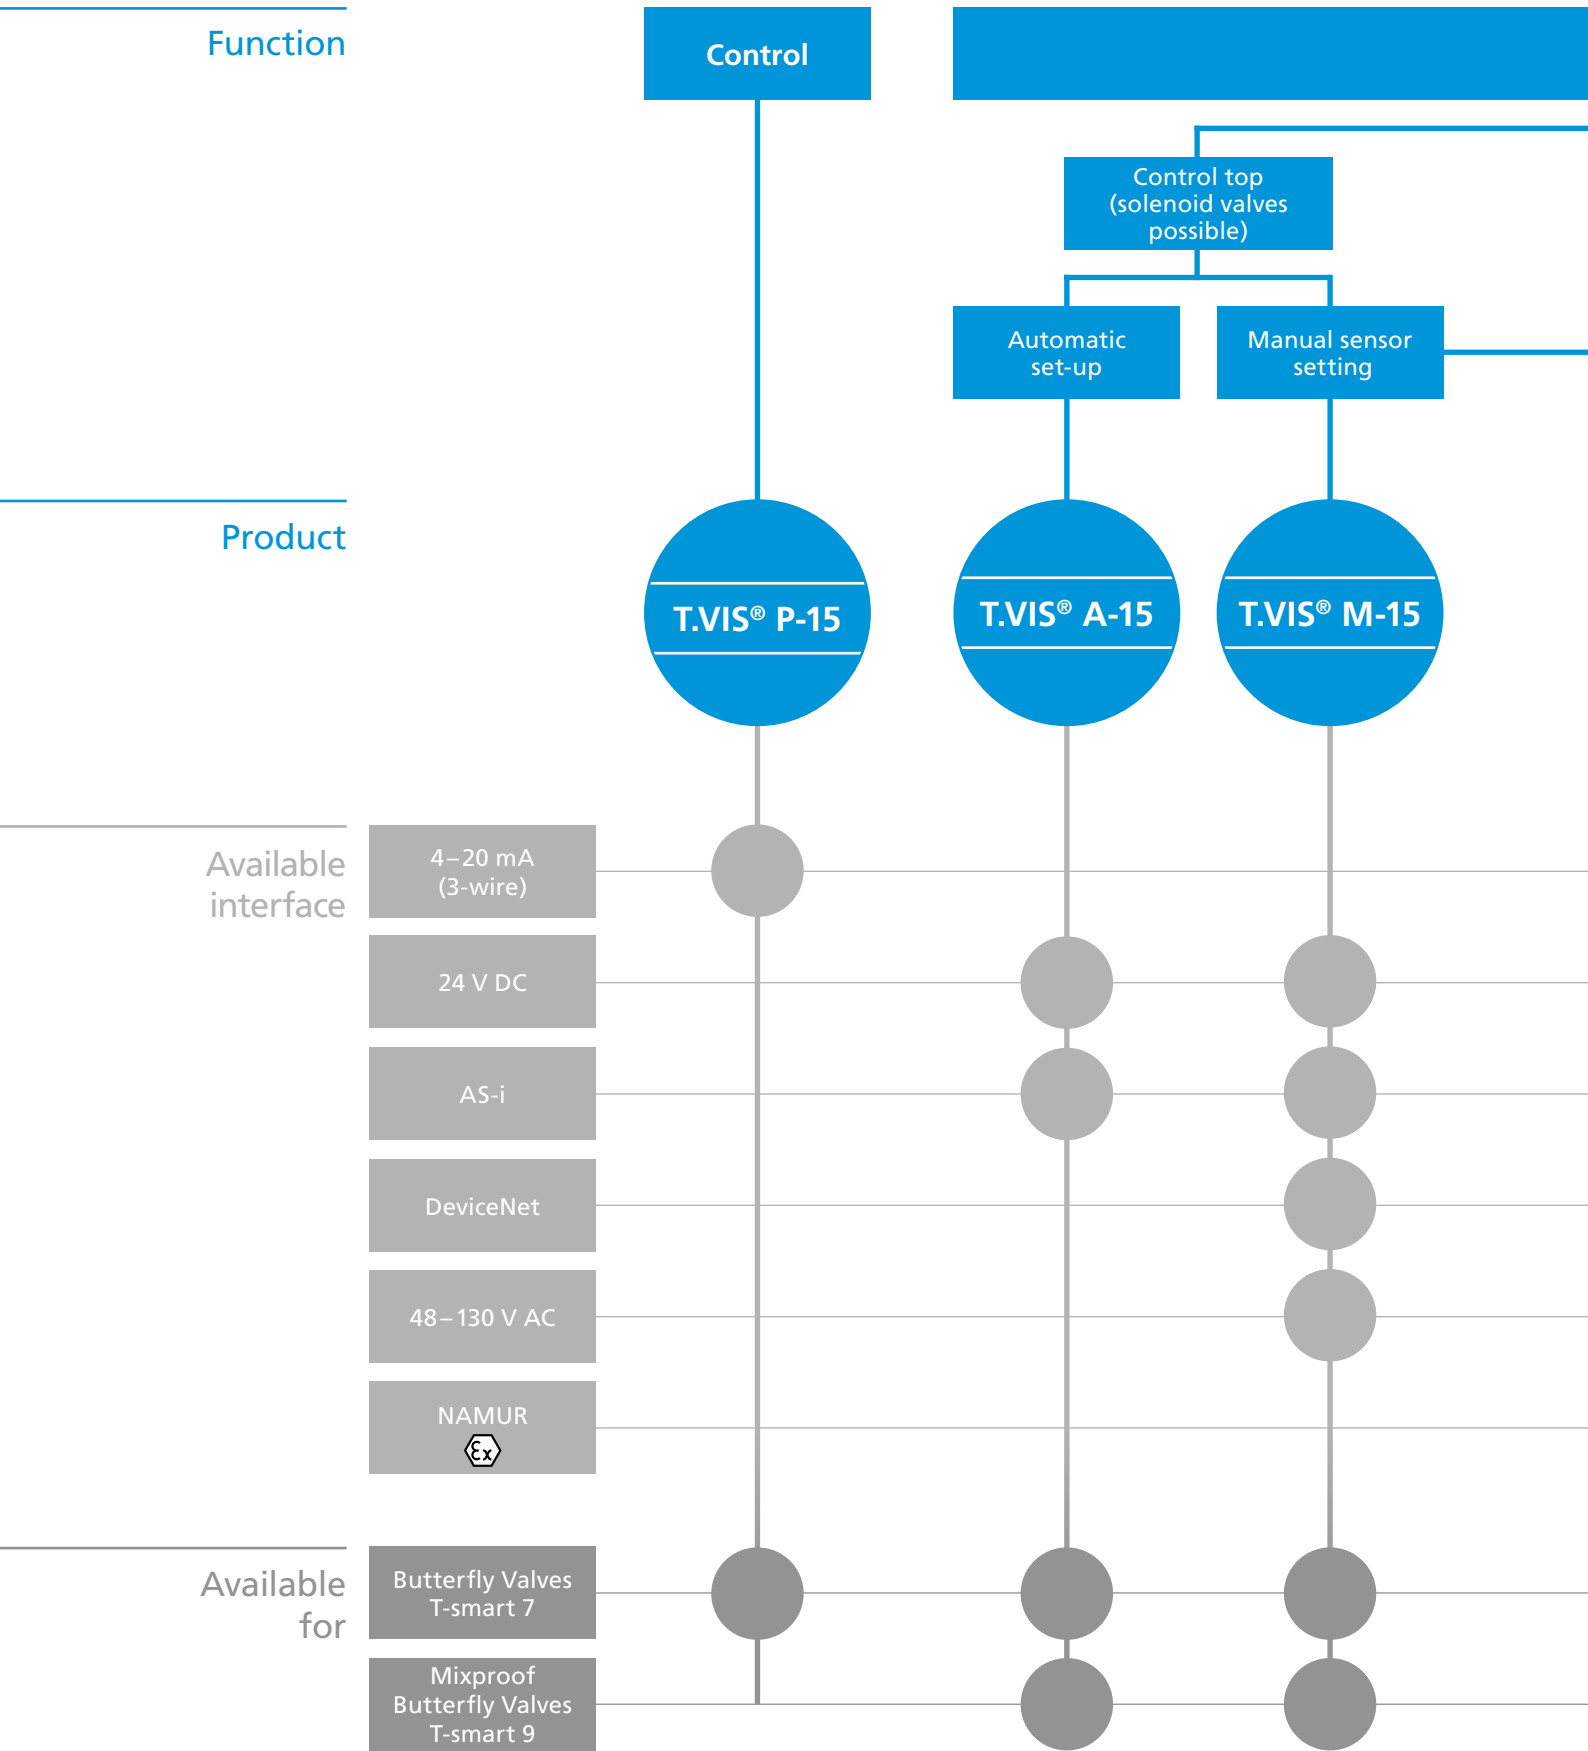 Function
Control
Control top
(solenoid valves
possible)
Automatic
set-up
Manual sensor
setting
Product
T.VIS® P-15
T.VIS® A-15
T.VIS® M-15
Available
interface
4–20 mA
(3-wire)
24 V DC
AS-i
DeviceNet
48–130 V AC
NAMUR
Ex
Available
for
Butterfly Valves
T-smart 7
Mixproof
Butterfly Valves
T-smart 9